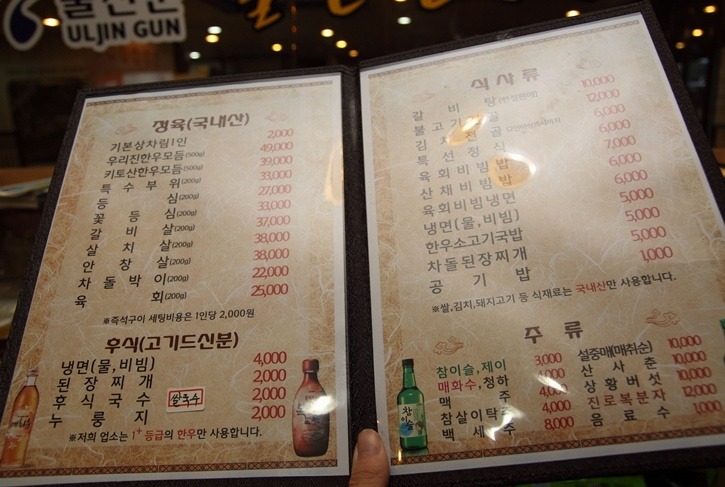 울진군
ULJIN GUN
정육(국내산)
기본상차림1인 2,000
우리진한우모듬(500g) 49,000
키토산한우모듬(500g) 39,000
특수부위(200g) 33,000
등심(200g) 27,000
꽃등심(200g) 33,000
갈비살(200g) 37,000
살치살(200g) 38,000
안창살(200g) 38,000
차돌박이(200g) 22,000
육회(200g) 25,000
※즉석구이 세팅비용은 1인당 2,000원
후식(고기드신분)
냉면(물,비빔) 4,000
된장찌개 2,000
후식국수 쌀국수 2,000
누룽지 2,000
※저희 업소는 1+등급의 한우만 사용합니다.
식사류
갈비탕(한정판매) 10,000
불고기전골 12,000
김치전골 6,000
특선정식
육회비빔밥 7,000
산채비빔밥 6,000
육회비빔냉면
냉면(물,비빔) 6,000
한우소고기국밥 5,000
차돌된장찌개 5,000
공기밥 1,000
※쌀,김치,돼지고기 등 식재료는 국내산만 사용합니다.
주류
참이슬,제이 3,000
매화수,청하 4,000
맥주 4,000
참살이탁주 4,000
백세주 8,000
설중매(매취순) 10,000
산사춘 10,000
상황버섯 10,000
진로복분자 12,000
음료수 1,000